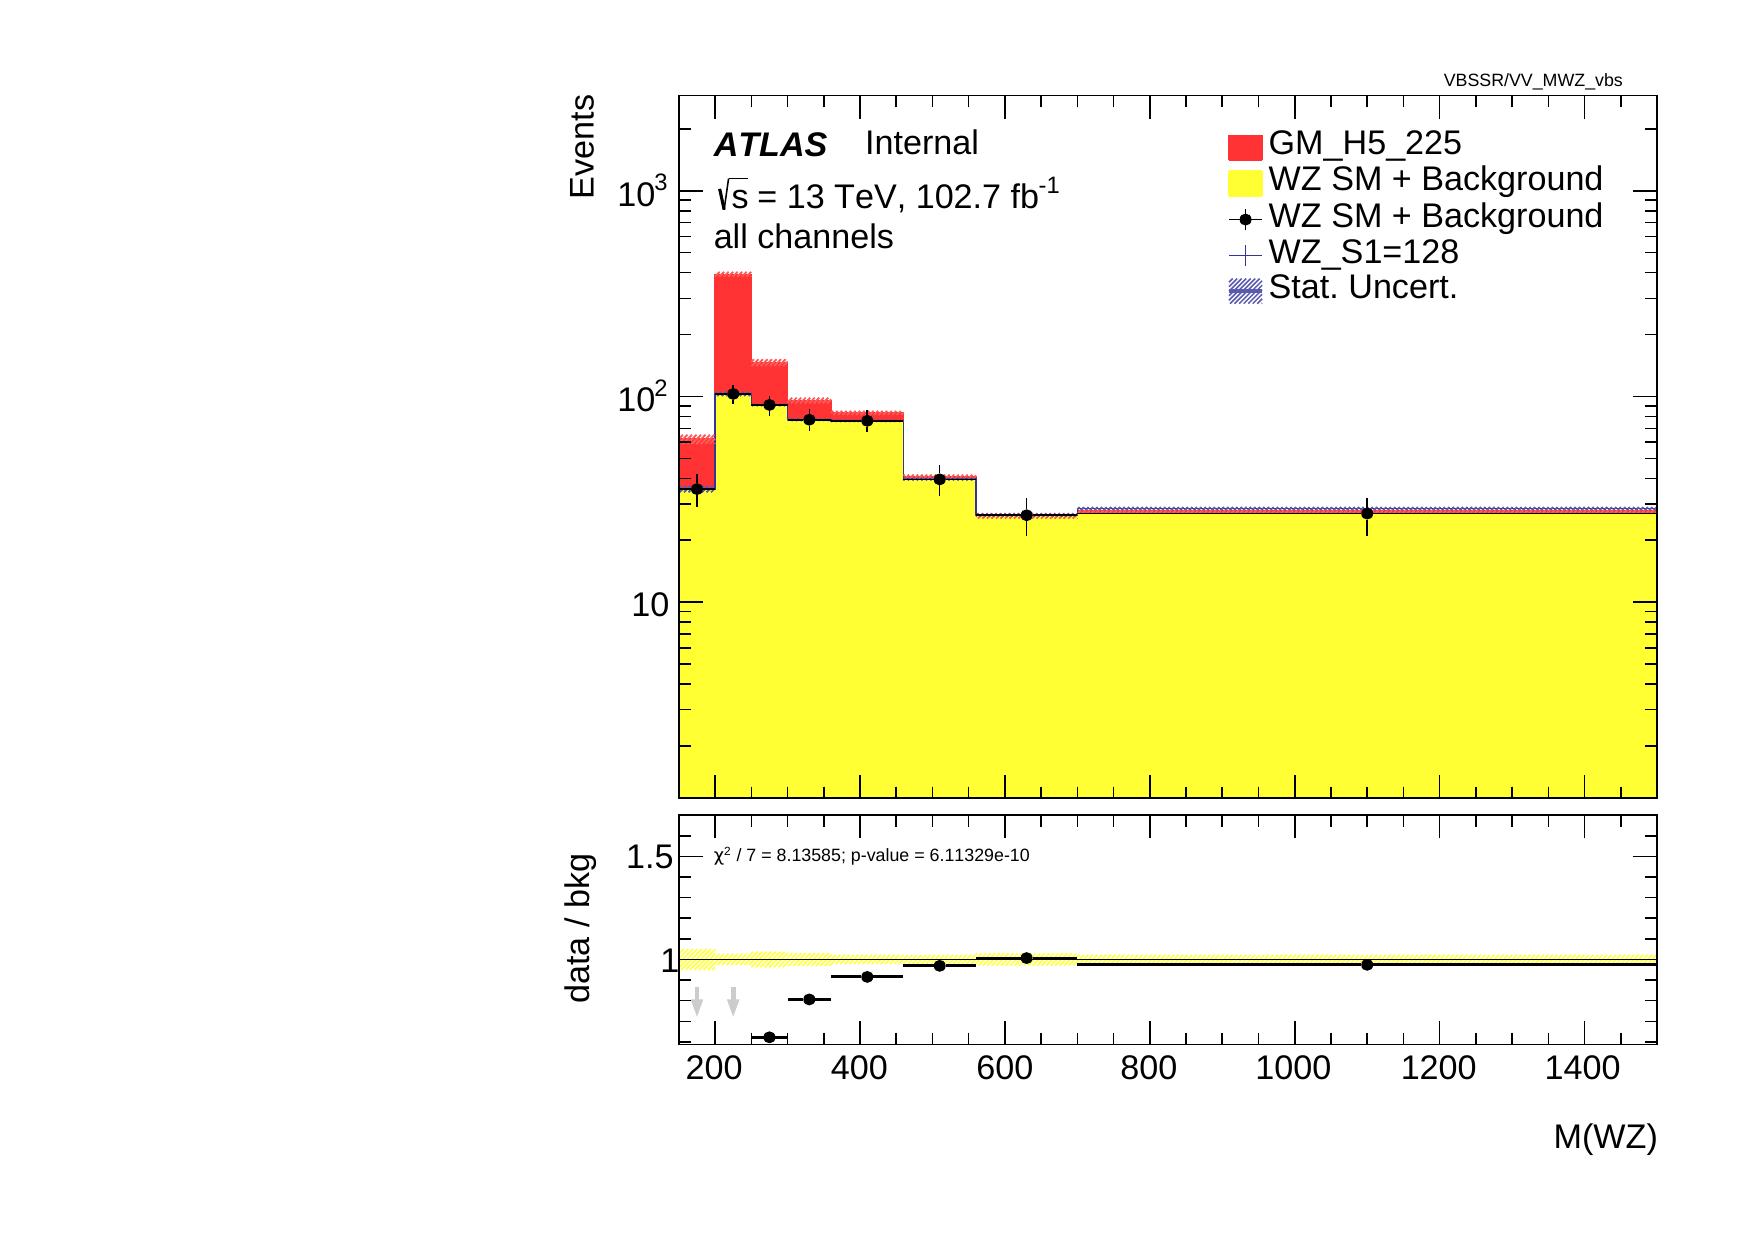 VBSSR/VV_MWZ_vbs
Events
ATLAS Internal
√s = 13 TeV, 102.7 fb⁻¹
all channels
GM_H5_225
WZ SM + Background
WZ SM + Background
WZ_S1=128
Stat. Uncert.
10³
10²
10
data / bkg
χ² / 7 = 8.13585; p-value = 6.11329e-10
1.5
1
200 400 600 800 1000 1200 1400
M(WZ)